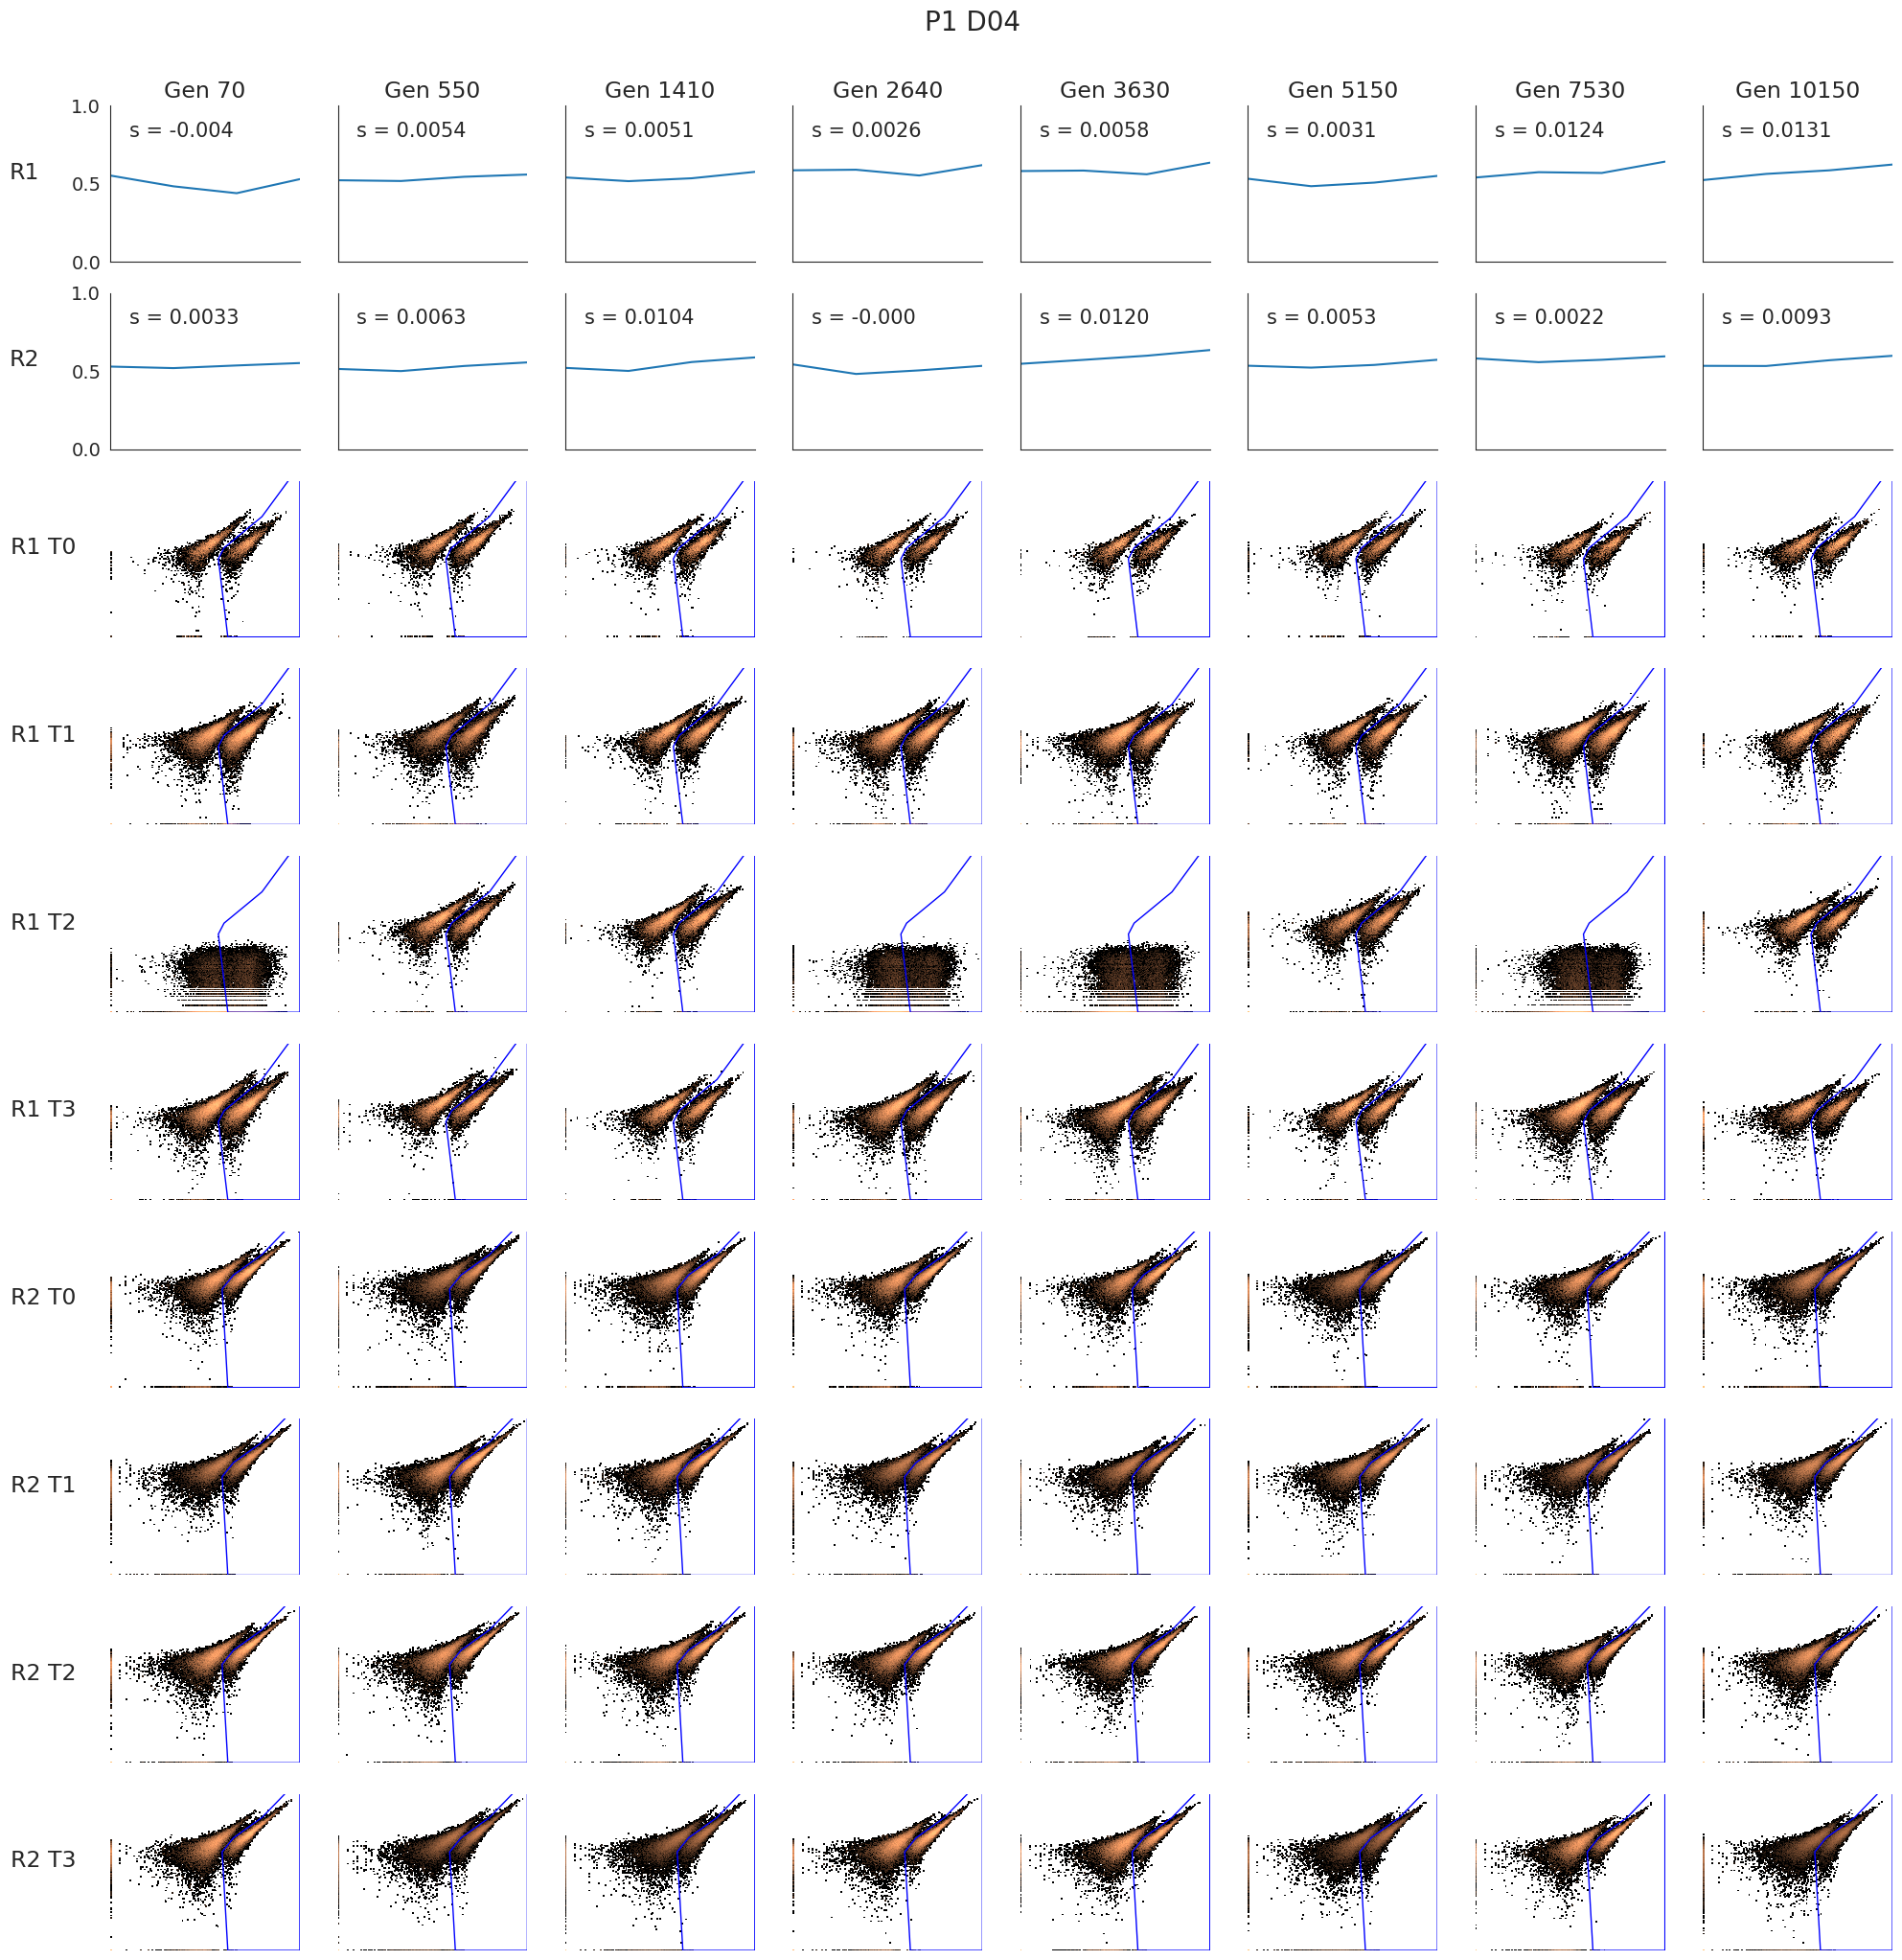 P1 D04
Gen 70 Gen 550 Gen 1410 Gen 2640 Gen 3630 Gen 5150 Gen 7530 Gen 10150
1.0
s = -0.004 s = 0.0054 s = 0.0051 s = 0.0026 s = 0.0058 s = 0.0031 s = 0.0124 s = 0.0131
R1
0.5
0.0
1.0
s = 0.0033 s = 0.0063 s = 0.0104 s = -0.000 s = 0.0120 s = 0.0053 s = 0.0022 s = 0.0093
R2
0.5
0.0
R1 T0
R1 T1
R1 T2
R1 T3
R2 T0
R2 T1
R2 T2
R2 T3